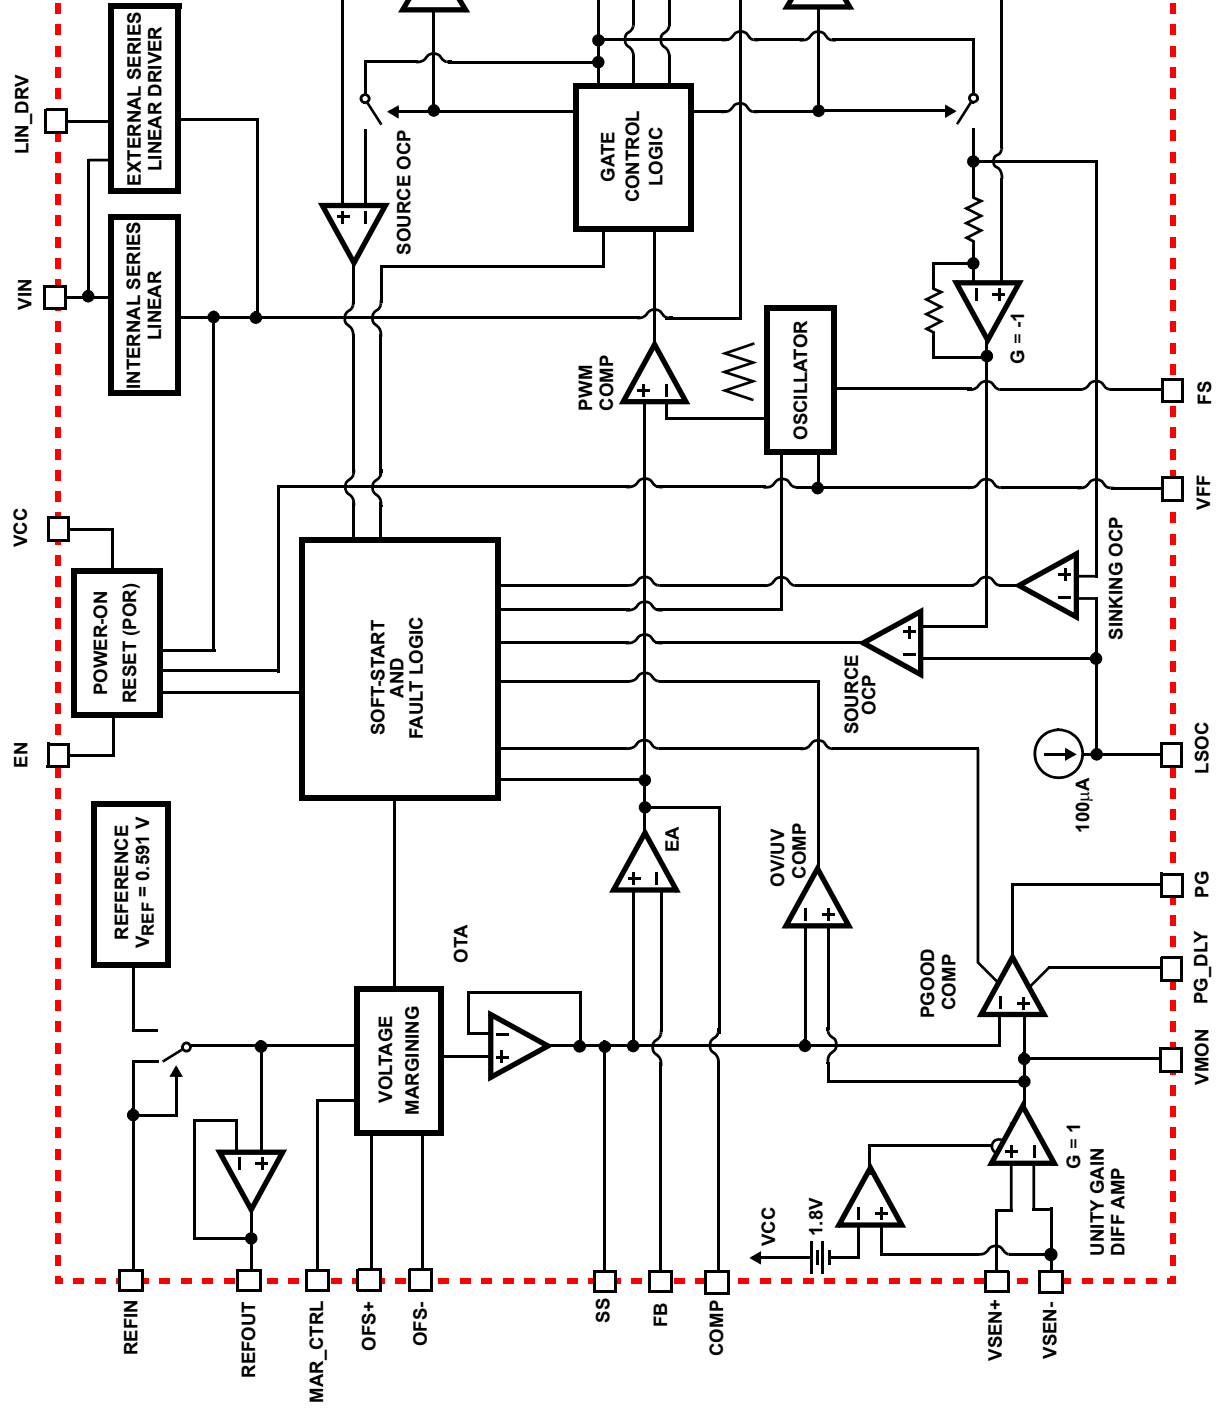 LIN_DRV
VIN
VCC
EN
EXTERNAL SERIES
LINEAR DRIVER
INTERNAL SERIES
LINEAR
POWER-ON
RESET (POR)
REFERENCE
VREF = 0.591 V
SOURCE OCP
+
−
GATE
CONTROL
LOGIC
PWM
COMP
+
−
OSCILLATOR
−
+
G = -1
FS
VFF
SOFT-START
AND
FAULT LOGIC
SINKING OCP
−
+
SOURCE
OCP
−
+
100μA
LSOC
EA
+
−
OV/UV
COMP
−
+
PGOOD
COMP
−
+
PG
PG_DLY
VMON
OTA
−
+
VOLTAGE
MARGINING
−
+
VCC
1.8V
−
+
+
−
G = 1
UNITY GAIN
DIFF AMP
REFIN
REFOUT
MAR_CTRL
OFS+
OFS-
SS
FB
COMP
VSEN+
VSEN-